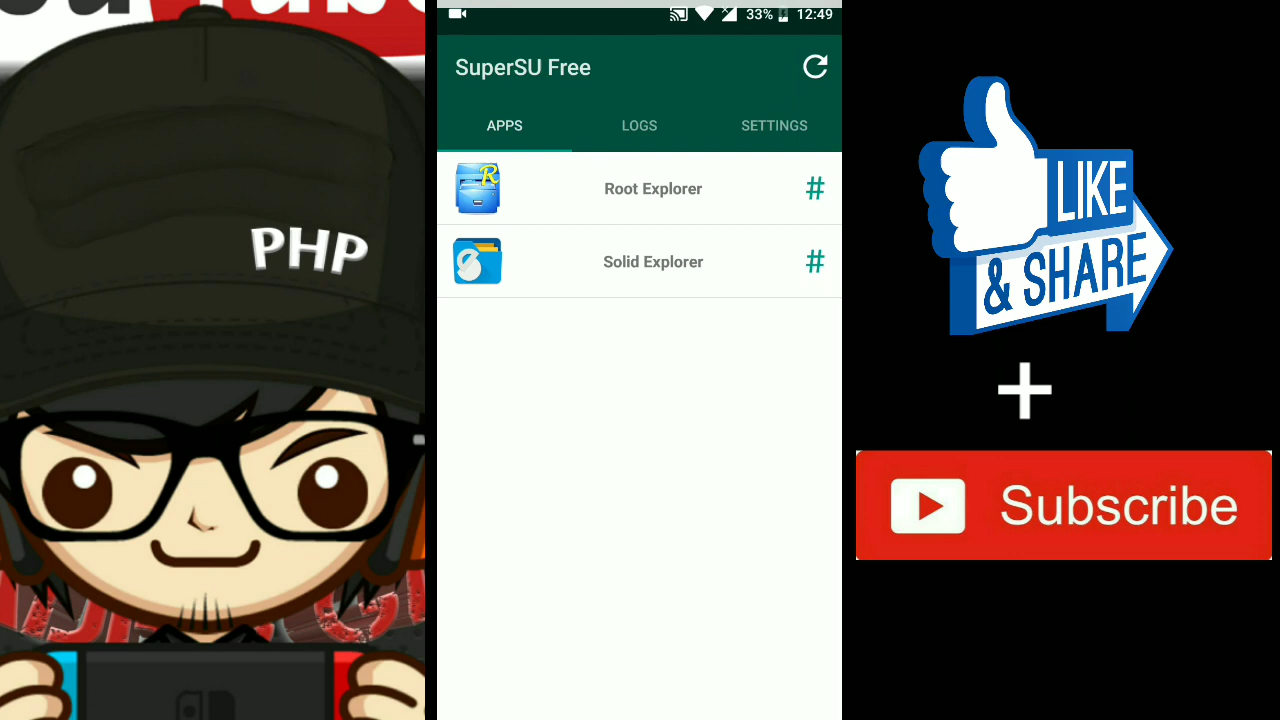 PHP
33% 12:49
SuperSU Free
APPS LOGS SETTINGS
Root Explorer #
Solid Explorer #
LIKE
& SHARE
+
Subscribe